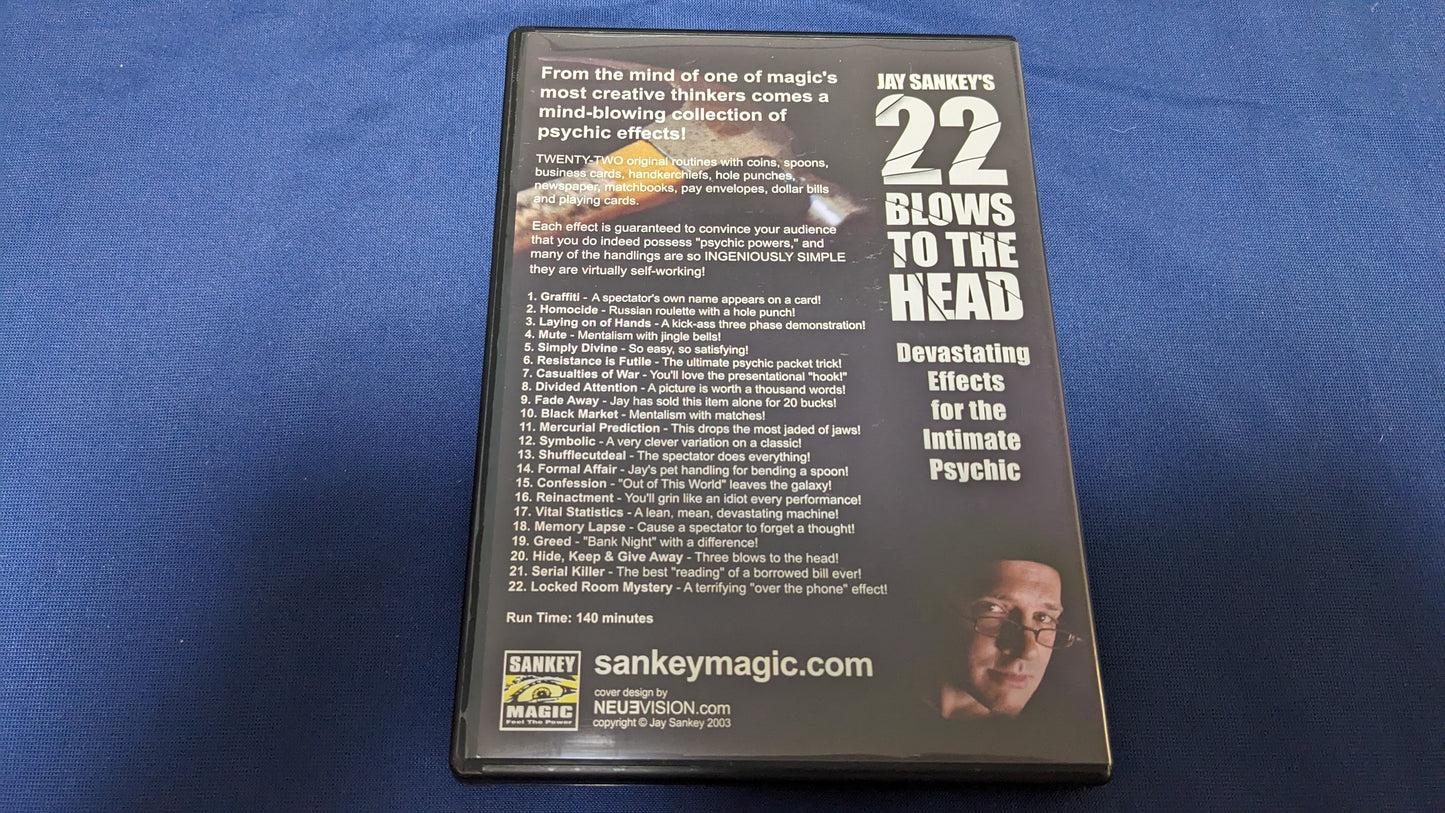 From the mind of one of magic's
most creative thinkers comes a
mind-blowing collection of
psychic effects!
TWENTY-TWO original routines with coins, spoons,
business cards, handkerchiefs, hole punches,
newspaper, matchbooks, pay envelopes, dollar bills
and playing cards.
Each effect is guaranteed to convince your audience
that you do indeed possess "psychic powers," and
many of the handlings are so INGENIOUSLY SIMPLE
they are virtually self-working!
1. Graffiti - A spectator's own name appears on a card!
2. Homocide - Russian roulette with a hole punch!
3. Laying on of Hands - A kick-ass three phase demonstration!
4. Mute - Mentalism with jingle bells!
5. Simply Divine - So easy, so satisfying!
6. Resistance is Futile - The ultimate psychic packet trick!
7. Casualties of War - You'll love the presentational "hook!"
8. Divided Attention - A picture is worth a thousand words!
9. Fade Away - Jay has sold this item alone for 20 bucks!
10. Black Market - Mentalism with matches!
11. Mercurial Prediction - This drops the most jaded of jaws!
12. Symbolic - A very clever variation on a classic!
13. Shufflecutdeal - The spectator does everything!
14. Formal Affair - Jay's pet handling for bending a spoon!
15. Confession - "Out of This World" leaves the galaxy!
16. Reinactment - You'll grin like an idiot every performance!
17. Vital Statistics - A lean, mean, devastating machine!
18. Memory Lapse - Cause a spectator to forget a thought!
19. Greed - "Bank Night" with a difference!
20. Hide, Keep & Give Away - Three blows to the head!
21. Serial Killer - The best "reading" of a borrowed bill ever!
22. Locked Room Mystery - A terrifying "over the phone" effect!
Run Time: 140 minutes
SANKEY
MAGIC
Feel The Power
sankeymagic.com
cover design by
NEUƎVISION.com
copyright © Jay Sankey 2003
JAY SANKEY'S
22
BLOWS
TO THE
HEAD
Devastating
Effects
for the
Intimate
Psychic